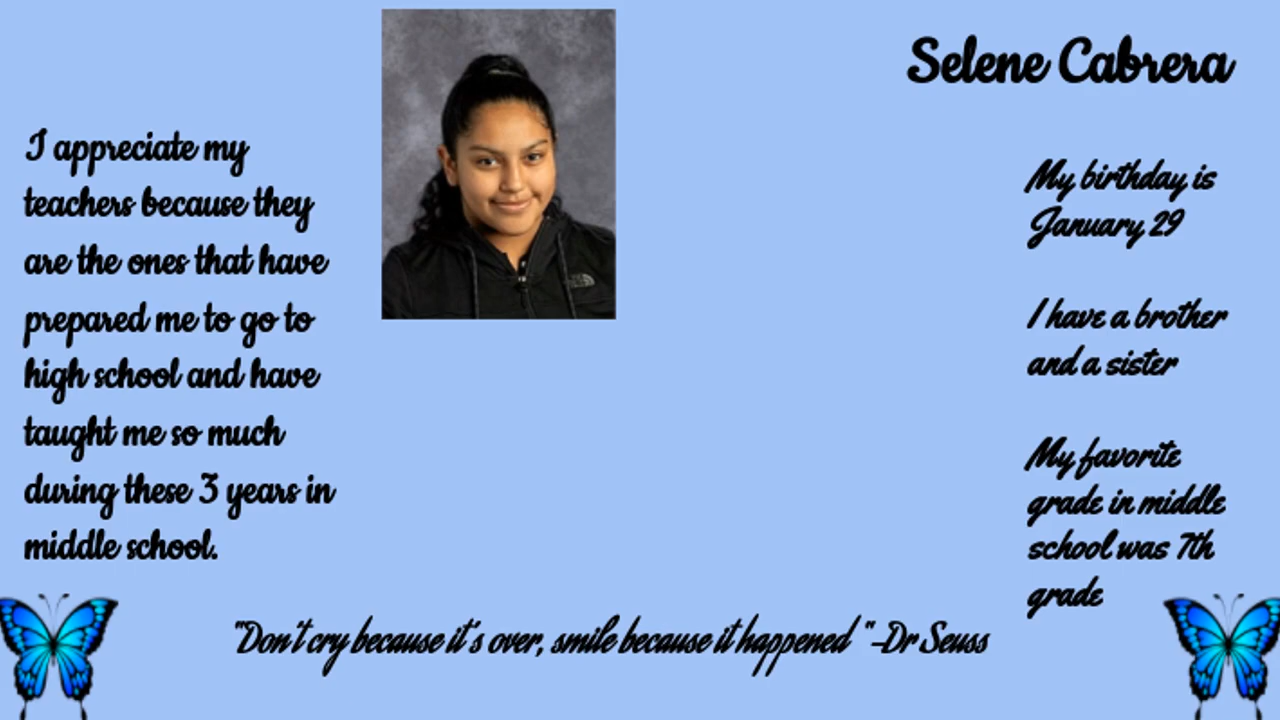 Selene Cabrera
I appreciate my
teachers because they
are the ones that have
prepared me to go to
high school and have
taught me so much
during these 3 years in
middle school.
My birthday is
January 29
I have a brother
and a sister
My favorite
grade in middle
school was 7th
grade
"Don't cry because it's over, smile because it happened "-Dr Seuss